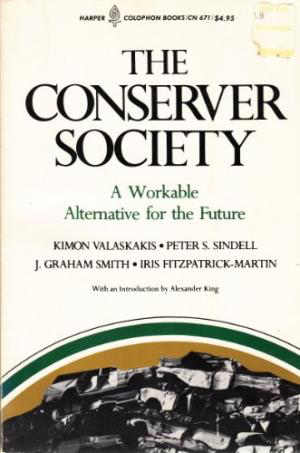 HARPER COLOPHON BOOKS/CN 671/$4.95
THE
CONSERVER
SOCIETY
A Workable
Alternative for the Future
KIMON VALASKAKIS • PETER S. SINDELL
J. GRAHAM SMITH • IRIS FITZPATRICK-MARTIN
With an Introduction by Alexander King